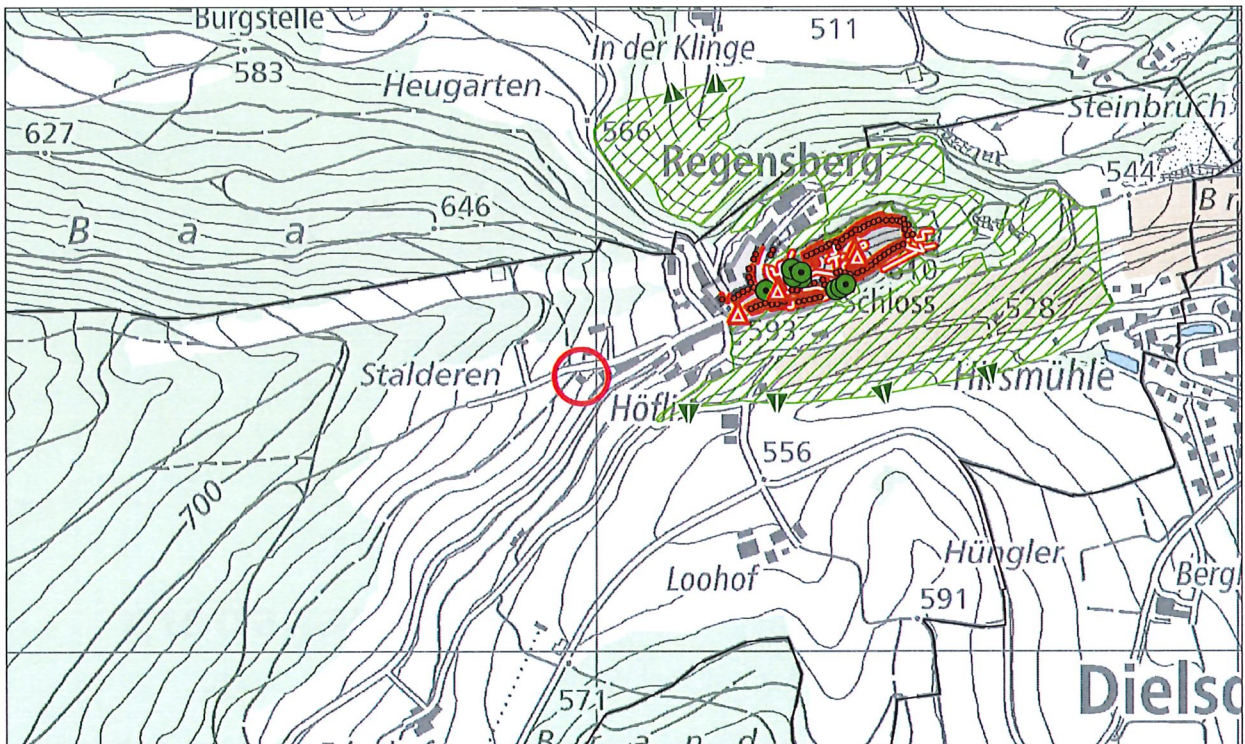 Burgstelle
511
In der Klinge
583
Heugarten
Steinbruch
627
566
Regensberg
544
646
B a a
610
Schloss
528
593
Stalderen
Höfli
556
700
Loohof
Hüngler
591
Dielsd
571
B r a n d